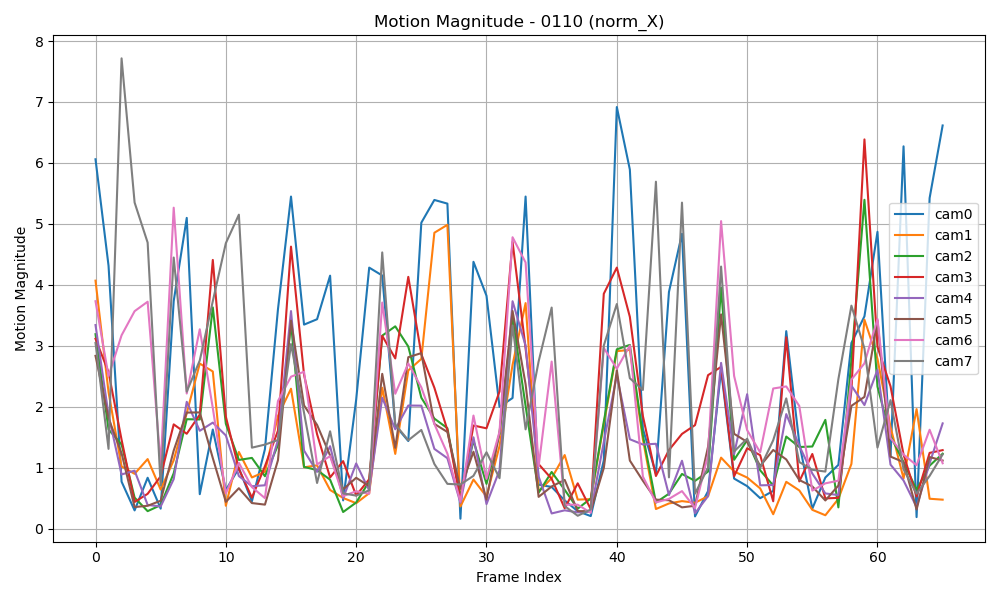 Motion Magnitude - 0110 (norm_X)
Motion Magnitude
8
7
6
5
4
3
2
1
0
cam0
cam1
cam2
cam3
cam4
cam5
cam6
cam7
0 10 20 30 40 50 60
Frame Index